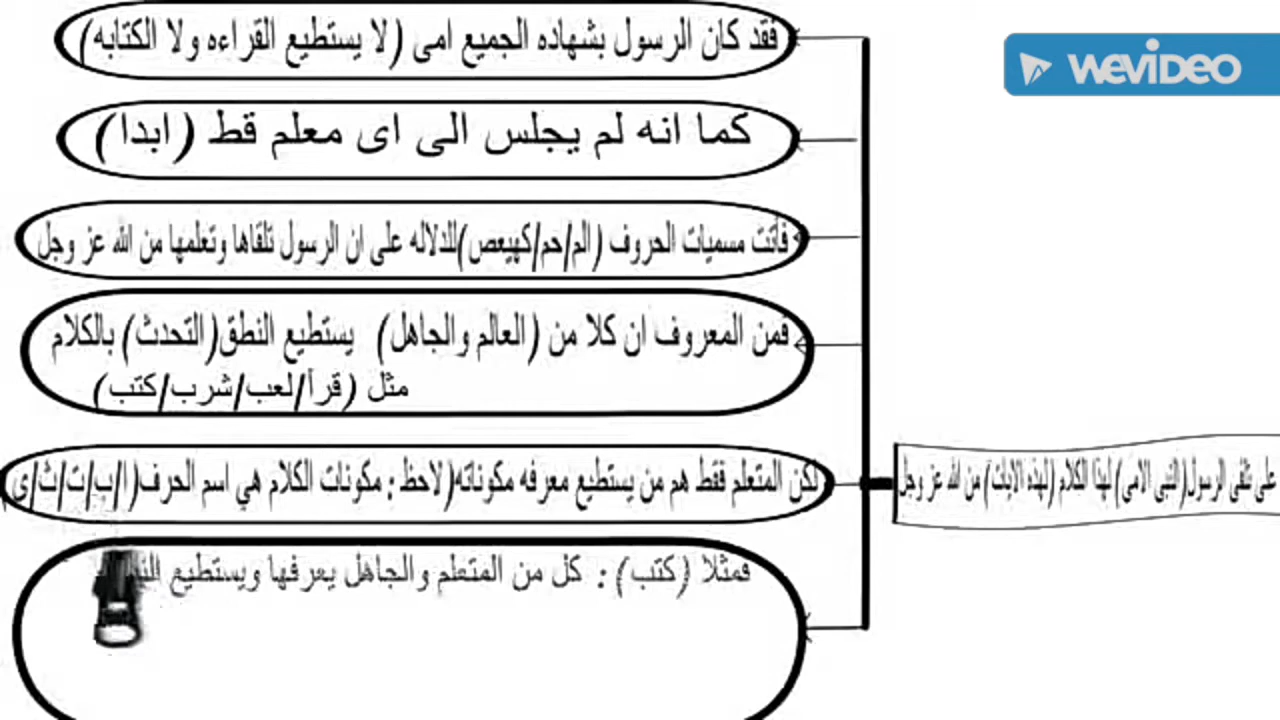 فقد كان الرسول بشهاده الجميع امى (لا يستطيع القراءه ولا الكتابه)
wevideo
كما انه لم يجلس الى اى معلم قط (ابدا)
فأتت مسميات الحروف (الم/حم/كهيعص)للدلاله على ان الرسول تلقاها وتعلمها من الله عز وجل
فمن المعروف ان كلا من (العالم والجاهل) يستطيع النطق(التحدث) بالكلام
مثل (قرأ/لعب/شرب/كتب)
لكن المتعلم فقط هم من يستطيع معرفه مكوناته(لاحظ : مكونات الكلام هي اسم الحرف(ا/ب/ت/ث/ى
على تلقى الرسول(النبى الامى) لهذا الكلام (لهذه الايات) من الله عز وجل
فمثلا (كتب) : كل من المتعلم والجاهل يعرفها ويستطيع